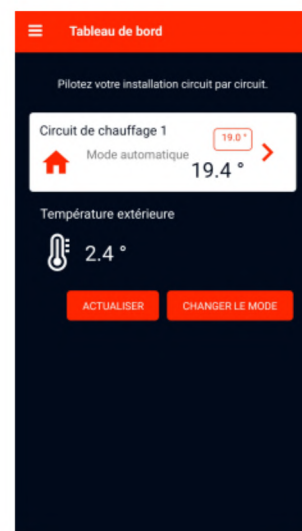 Tableau de bord
Pilotez votre installation circuit par circuit.
Circuit de chauffage 1
19.0 °
Mode automatique
19.4 °
Température extérieure
2.4 °
ACTUALISER
CHANGER LE MODE